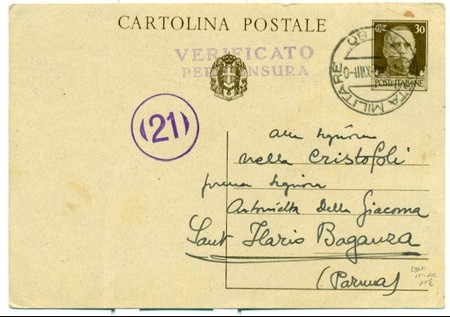 CARTOLINA POSTALE
30
VERIFICATO
PER CENSURA
POSTE ITALIANE
POSTA MILITARE
(21)
alla Signora
Nella Cristofoli
presso Signora
Antonietta Della Giacoma
Sant Ilario Baganza
(Parma)